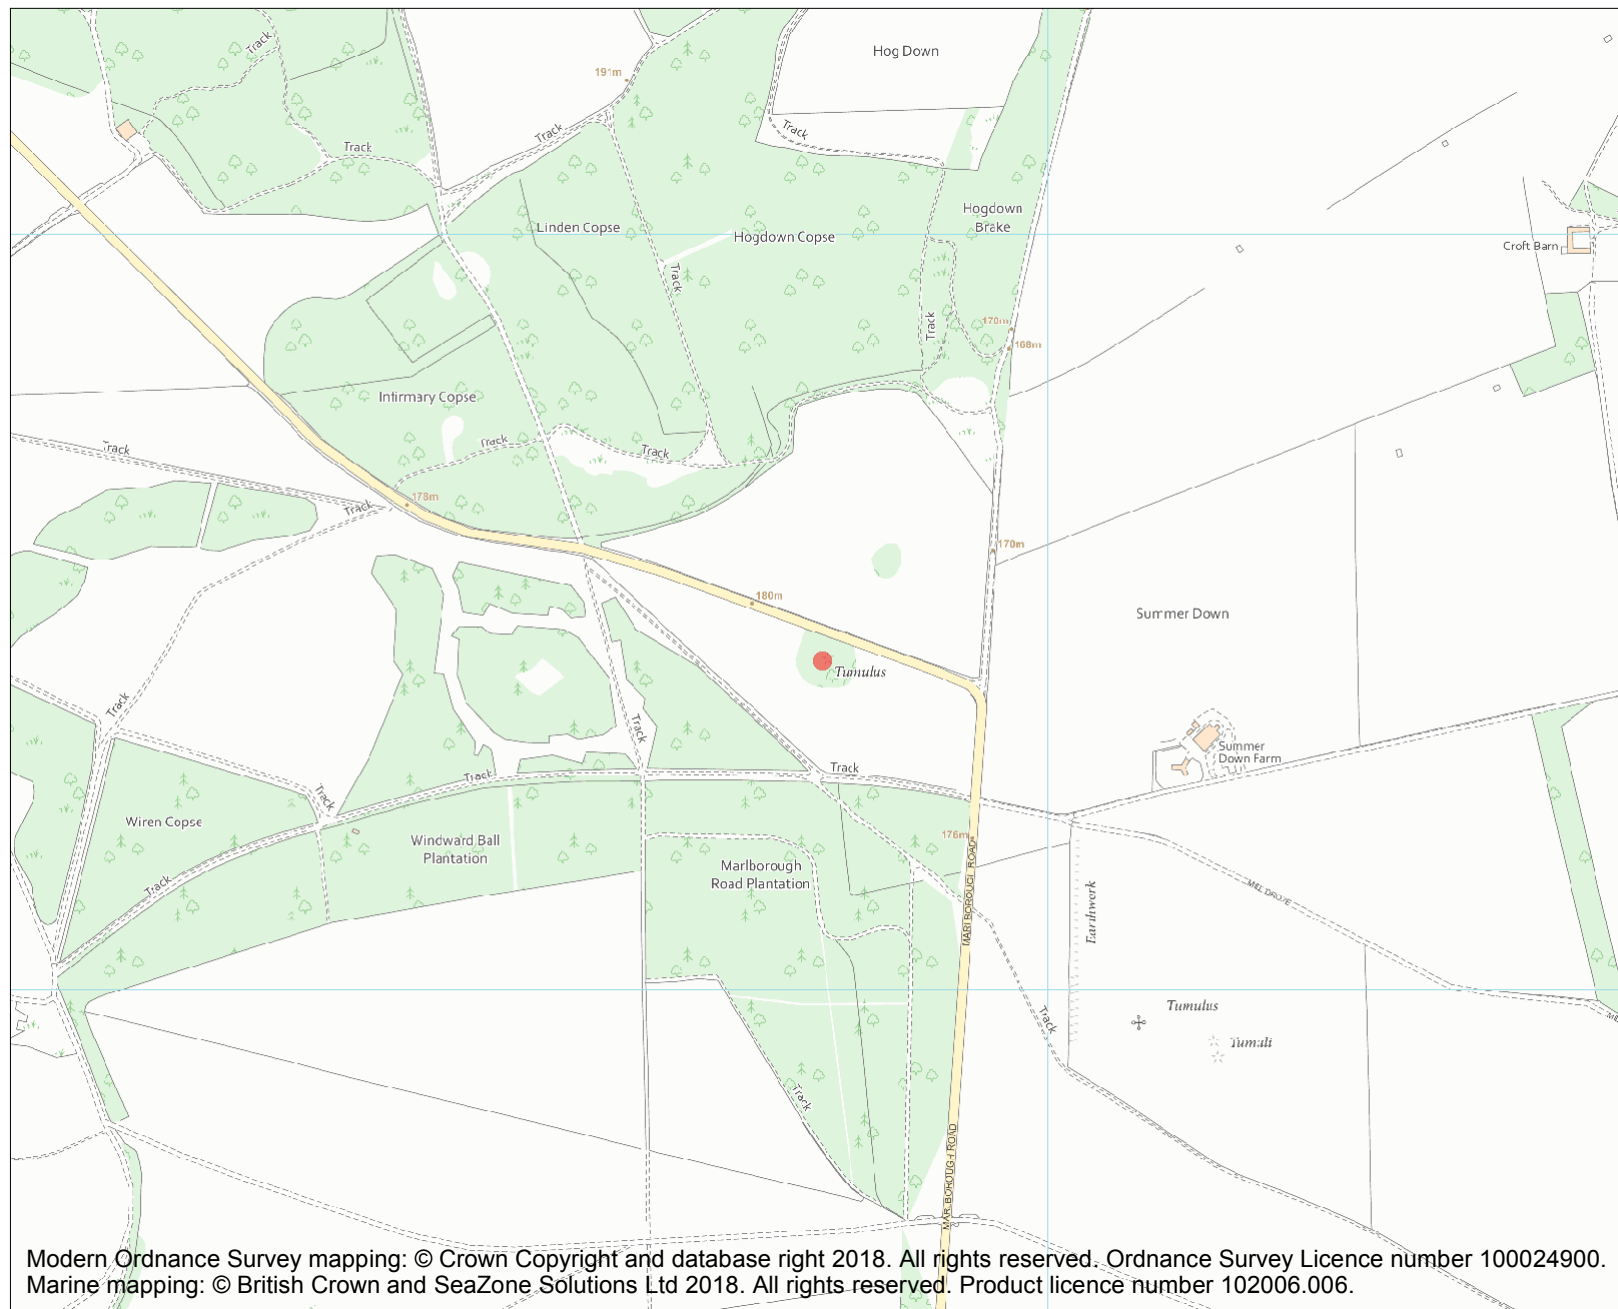 Track
Hog Down
191m
Track
Track
Track
Linden Copse
Hogdown Copse
Hogdown
Brake
Croft Barn
Track
Track
170m
168m
Infirmary Copse
Track
Track
Track
178m
Track
170m
180m
Summer Down
Tumulus
Track
Track
Summer
Down Farm
Track
Track
Track
Wiren Copse
Windward Ball
Plantation
176m
Marlborough
Road Plantation
MARLBOROUGH ROAD
Track
Earthwork
Track
Tumulus
Tumuli
Track
MARLBOROUGH ROAD
Modern Ordnance Survey mapping: © Crown Copyright and database right 2018. All rights reserved. Ordnance Survey Licence number 100024900.
Marine mapping: © British Crown and SeaZone Solutions Ltd 2018. All rights reserved. Product licence number 102006.006.